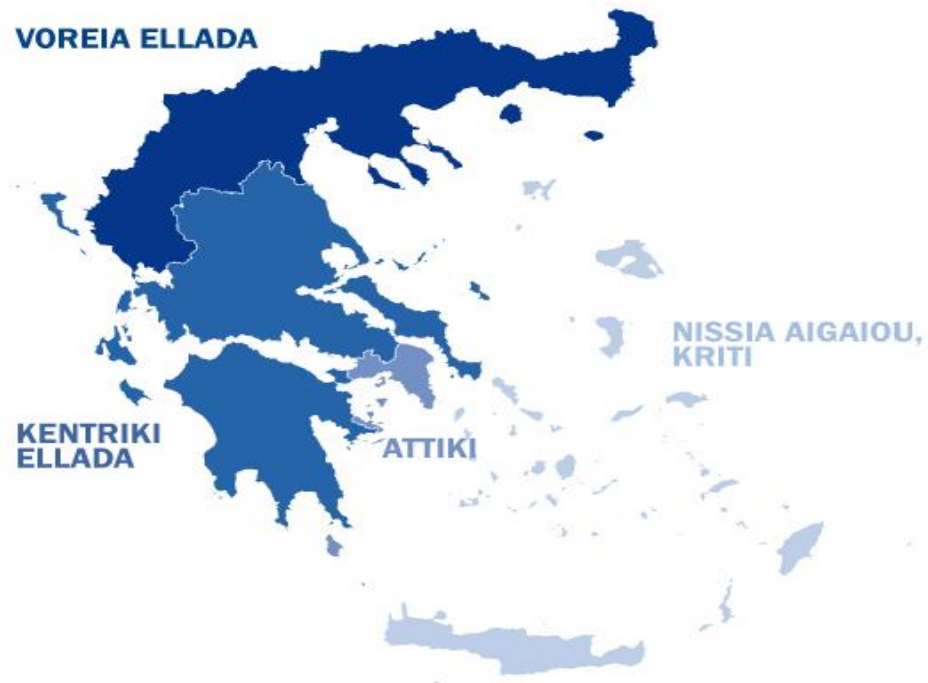 VOREIA ELLADA
NISSIA AIGAIOU,
KRITI
KENTRIKI
ELLADA
ATTIKI